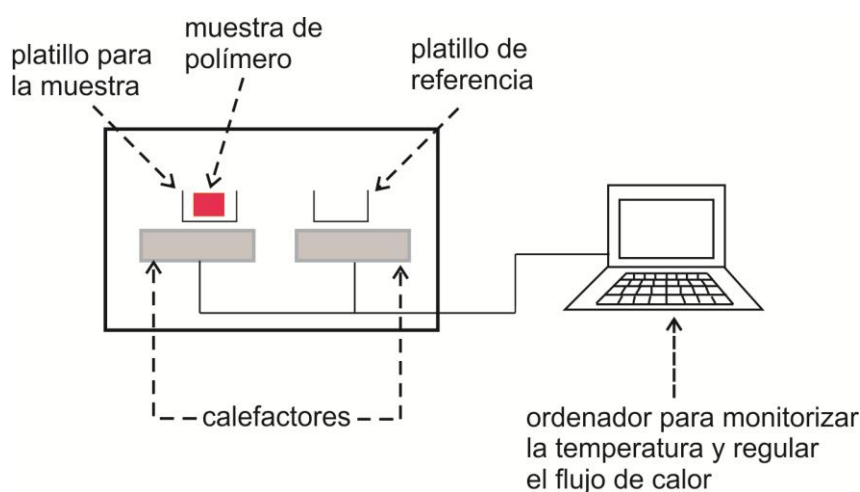 platillo para
la muestra
muestra de
polímero
platillo de
referencia
calefactores
ordenador para monitorizar
la temperatura y regular
el flujo de calor